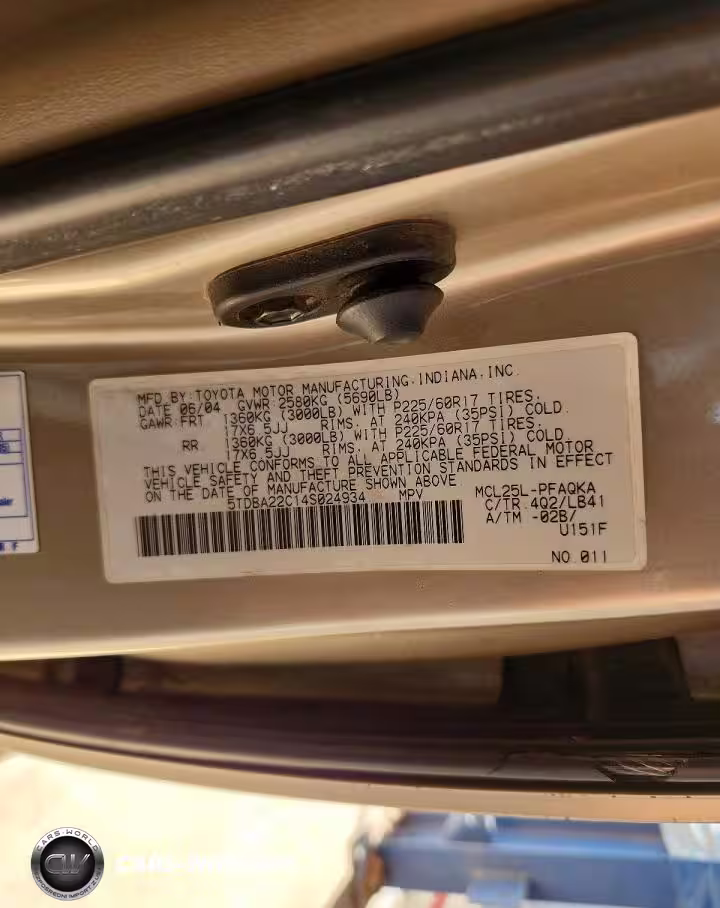 MFD.BY:TOYOTA MOTOR MANUFACTURING.INDIANA.INC.
DATE 06/04 GVWR 2580KG (5690LB)
GAWR:FRT. 1360KG (3000LB) WITH P225/60R17 TIRES,
17X6.5JJ RIMS, AT 240KPA (35PSI) COLD.
RR. 1360KG (3000LB) WITH P225/60R17 TIRES,
17X6.5JJ RIMS, AT 240KPA (35PSI) COLD.
THIS VEHICLE CONFORMS TO ALL APPLICABLE FEDERAL MOTOR
VEHICLE SAFETY AND THEFT PREVENTION STANDARDS IN EFFECT
ON THE DATE OF MANUFACTURE SHOWN ABOVE
5TDBA22C14S024934 MPV
MCL25L-PFAQKA
C/TR.4Q2/LB41
A/TM -02B/
U151F
NO.011
CARS-WORLD
CW